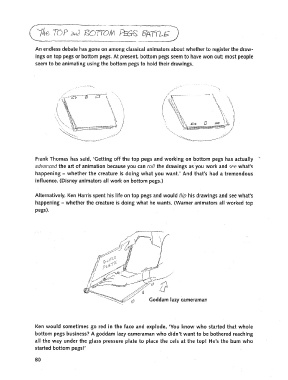 The TOP and BOTTOM PEGS BATTLE
An endless debate has gone on among classical animators about whether to register the draw-
ings on top pegs or bottom pegs. At present, bottom pegs seem to have won out: most people
seem to be animating using the bottom pegs to hold their drawings.
Frank Thomas has said, 'Getting off the top pegs and working on bottom pegs has actually
advanced the art of animation because you can roll the drawings as you work and see what's
happening – whether the creature is doing what you want.' And that's had a tremendous
influence. (Disney animators all work on bottom pegs.)
Alternatively, Ken Harris spent his life on top pegs and would flip his drawings and see what's
happening – whether the creature is doing what he wants. (Warner animators all worked top
pegs).
GLASS
PLATE
Goddam lazy cameraman
Ken would sometimes go red in the face and explode, 'You know who started that whole
bottom pegs business? A goddam lazy cameraman who didn't want to be bothered reaching
all the way under the glass pressure plate to place the cels at the top! He's the bum who
started bottom pegs!'
80